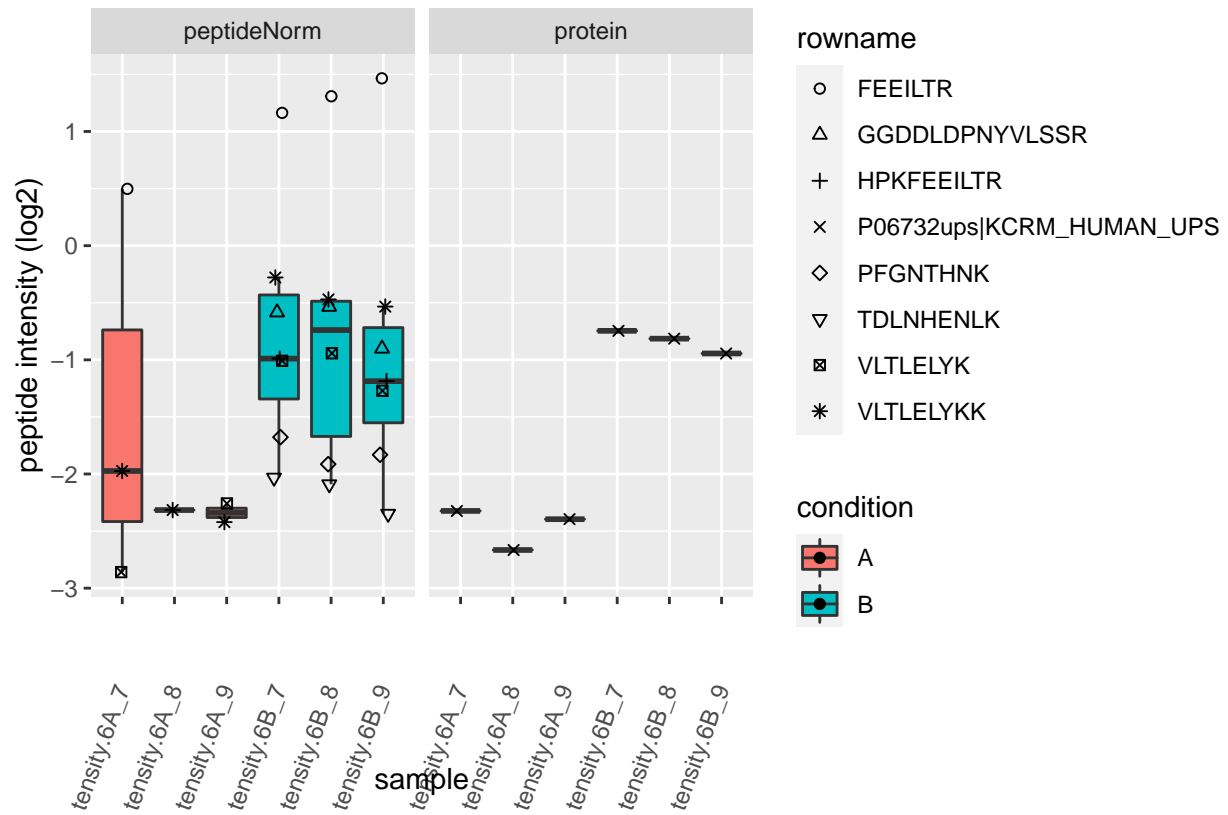 peptideNorm
protein
peptide intensity (log2)
1
0
−1
−2
−3
tensity.6A_7
tensity.6A_8
tensity.6A_9
tensity.6B_7
tensity.6B_8
tensity.6B_9
tensity.6A_7
tensity.6A_8
tensity.6A_9
tensity.6B_7
tensity.6B_8
tensity.6B_9
sample
rowname
FEEILTR
GGDDLDPNYVLSSR
HPKFEEILTR
P06732ups|KCRM_HUMAN_UPS
PFGNTHNK
TDLNHENLK
VLTLELYK
VLTLELYKK
condition
A
B